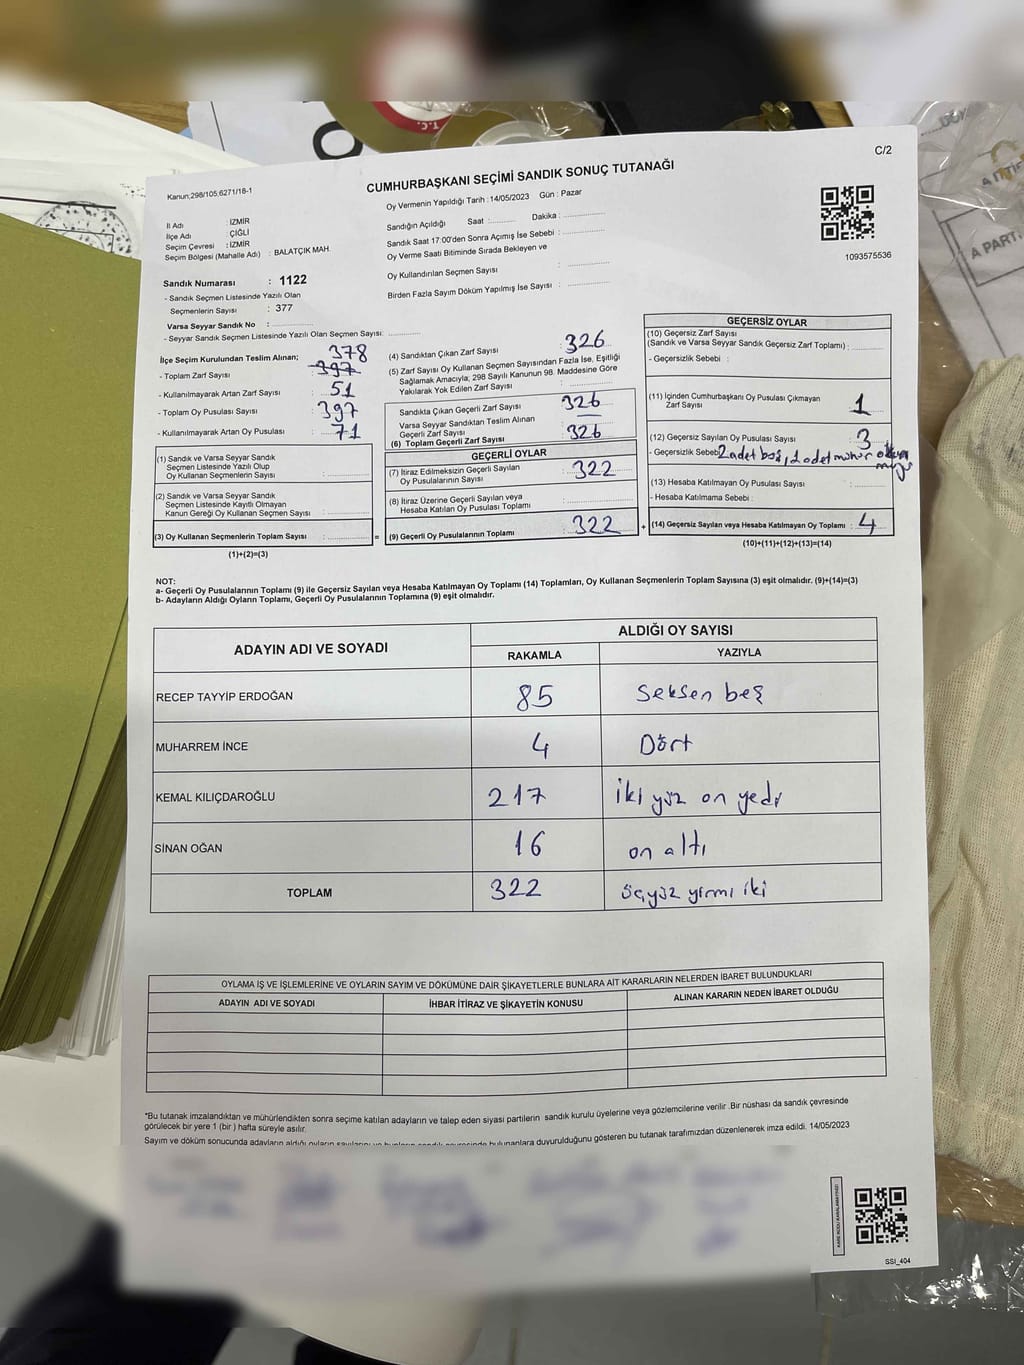 C/2
Kanun,298/105,6271/18-1
CUMHURBAŞKANI SEÇİMİ SANDIK SONUÇ TUTANAĞI
Oy Vermenin Yapıldığı Tarih : 14/05/2023 Gün : Pazar
İl Adı : İZMİR
İlçe Adı : ÇİĞLİ
Seçim Çevresi : İZMİR
Seçim Bölgesi (Mahalle Adı) : BALATÇIK MAH.
Sandığın Açıldığı Saat :........... Dakika :...............
Sandık Saat 17:00'den Sonra Açımış İse Sebebi : ...............
Oy Verme Saati Bitiminde Sırada Bekleyen ve
Oy Kullandırılan Seçmen Sayısı : ...............
Birden Fazla Sayım Döküm Yapılmış İse Sayısı : ...............
1093575536
Sandık Numarası : 1122
- Sandık Seçmen Listesinde Yazılı Olan
Seçmenlerin Sayısı : 377
Varsa Seyyar Sandık No : ...............
- Seyyar Sandık Seçmen Listesinde Yazılı Olan Seçmen Sayısı: ...............
İlçe Seçim Kurulundan Teslim Alınan; 378
- Toplam Zarf Sayısı : 397
- Kullanılmayarak Artan Zarf Sayısı : 51
- Toplam Oy Pusulası Sayısı : 397
- Kullanılmayarak Artan Oy Pusulası : 71
(1) Sandık ve Varsa Seyyar Sandık
Seçmen Listesinde Yazılı Olup
Oy Kullanan Seçmen Sayısı : ...............
(2) Sandık ve Varsa Seyyar Sandık
Seçmen Listesinde Kayıtlı Olmayan
Kanun Gereği Oy Kullanan Seçmen Sayısı : ...............
(3) Oy Kullanan Seçmenlerin Toplam Sayısı : ............... =
(1)+(2)=(3)
(4) Sandıktan Çıkan Zarf Sayısı : 326
(5) Zarf Sayısı Oy Kullanan Seçmen Sayısından Fazla İse, Eşitliği
Sağlamak Amacıyla; 298 Sayılı Kanunun 98. Maddesine Göre
Yakılarak Yok Edilen Zarf Sayısı : ...............
Sandıkta Çıkan Geçerli Zarf Sayısı : 326
Varsa Seyyar Sandıktan Teslim Alınan
Geçerli Zarf Sayısı :
(6) Toplam Geçerli Zarf Sayısı : 326
GEÇERLİ OYLAR
(7) İtiraz Edilmeksizin Geçerli Sayılan
Oy Pusulalarının Sayısı : 322
(8) İtiraz Üzerine Geçerli Sayılan veya
Hesaba Katılan Oy Pusulası Toplamı : ...............
(9) Geçerli Oy Pusulalarının Toplamı : 322 +
GEÇERSİZ OYLAR
(10) Geçersiz Zarf Sayısı
(Sandık ve Varsa Seyyar Sandık Geçersiz Zarf Toplamı) : ...............
- Geçersizlik Sebebi :
(11) İçinden Cumhurbaşkanı Oy Pusulası Çıkmayan
Zarf Sayısı : 1
(12) Geçersiz Sayılan Oy Pusulası Sayısı : 3
- Geçersizlik Sebebi 2 adet boş, 1 adet mühür
(13) Hesaba Katılmayan Oy Pusulası Sayısı : ...............
- Hesaba Katılmama Sebebi :
(14) Geçersiz Sayılan veya Hesaba Katılmayan Oy Toplamı : 4
(10)+(11)+(12)+(13)=(14)
NOT:
a- Geçerli Oy Pusulalarının Toplamı (9) ile Geçersiz Sayılan veya Hesaba Katılmayan Oy Toplamı (14) Toplamları, Oy Kullanan Seçmenlerin Toplam Sayısına (3) eşit olmalıdır. (9)+(14)=(3)
b- Adayların Aldığı Oyların Toplamı, Geçerli Oy Pusulalarının Toplamına (9) eşit olmalıdır.
ADAYIN ADI VE SOYADI ALDIĞI OY SAYISI
RAKAMLA YAZIYLA
RECEP TAYYİP ERDOĞAN 85 Seksen beş
MUHARREM İNCE 4 Dört
KEMAL KILIÇDAROĞLU 217 iki yüz on yedi
SİNAN OĞAN 16 on altı
TOPLAM 322 üçyüz yirmi iki
OYLAMA İŞ VE İŞLEMLERİNE VE OYLARIN SAYIM VE DÖKÜMÜNE DAİR ŞİKAYETLERLE BUNLARA AİT KARARLARIN NELERDEN İBARET BULUNDUKLARI
ADAYIN ADI VE SOYADI İHBAR İTİRAZ VE ŞİKAYETİN KONUSU ALINAN KARARIN NEDEN İBARET OLDUĞU
*Bu tutanak imzalandıktan ve mühürlendikten sonra seçime katılan adayların ve talep eden siyasi partilerin sandık kurulu üyelerine veya gözlemcilerine verilir .Bir nüshası da sandık çevresinde
görülecek bir yere 1 (bir ) hafta süreyle asılır.
Sayım ve döküm sonucunda adayların aldığı oyların bulunanlara duyurulduğunu gösteren bu tutanak tarafımızdan düzenlenerek imza edildi. 14/05/2023
SSI_404
T.C.
A PARTİ